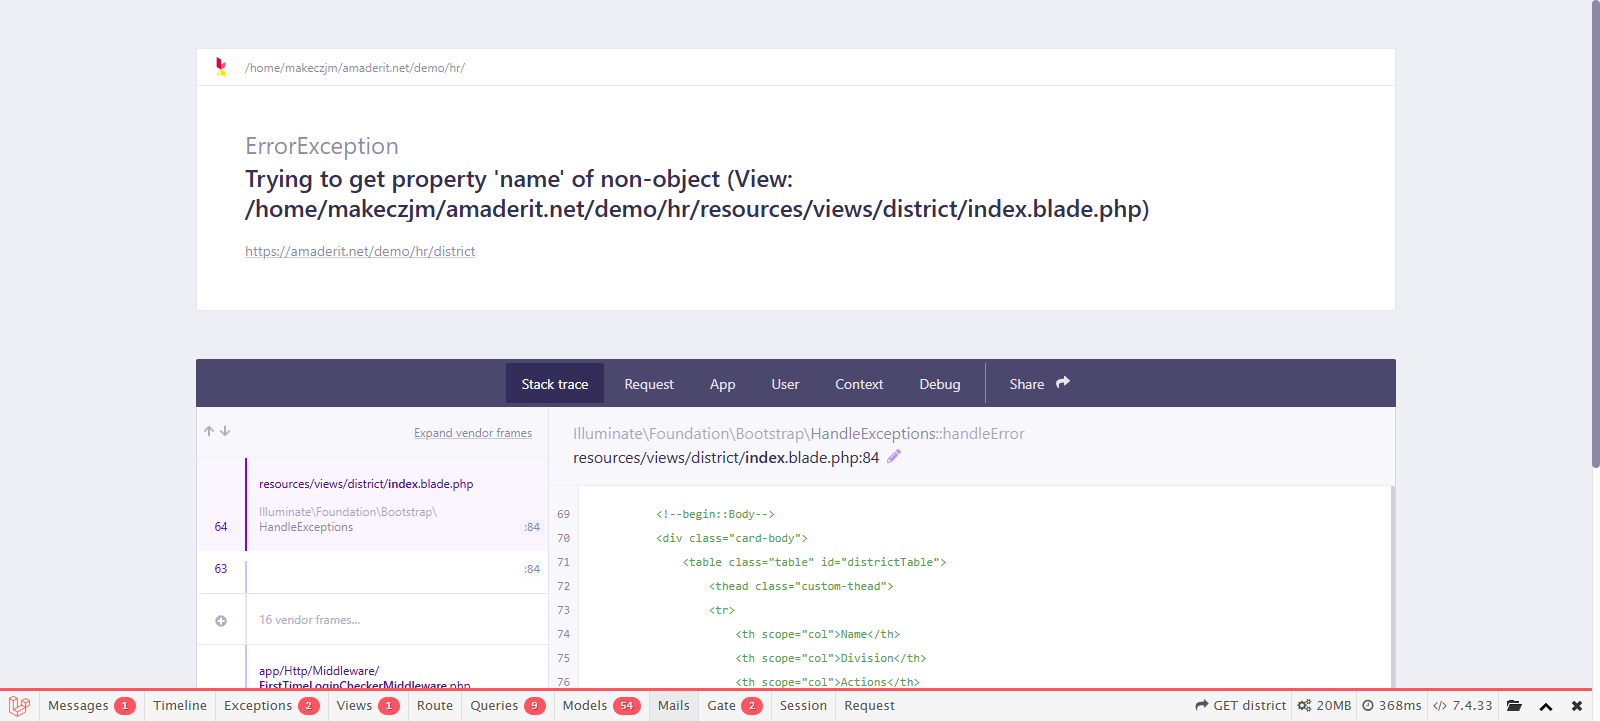 /home/makeczjm/amaderit.net/demo/hr/
ErrorException
Trying to get property 'name' of non-object (View:
/home/makeczjm/amaderit.net/demo/hr/resources/views/district/index.blade.php)
https://amaderit.net/demo/hr/district
Stack trace Request App User Context Debug Share
Expand vendor frames
Illuminate\Foundation\Bootstrap\HandleExceptions::handleError
resources/views/district/index.blade.php:84
resources/views/district/index.blade.php
Illuminate\Foundation\Bootstrap\
64 HandleExceptions :84
63 :84
16 vendor frames...
app/Http/Middleware/
FirstTimeLoginCheckerMiddleware.php
69 <!--begin::Body-->
70 <div class="card-body">
71 <table class="table" id="districtTable">
72 <thead class="custom-thead">
73 <tr>
74 <th scope="col">Name</th>
75 <th scope="col">Division</th>
76 <th scope="col">Actions</th>
Messages 1 Timeline Exceptions 2 Views 1 Route Queries 9 Models 54 Mails Gate 2 Session Request GET district 20MB 368ms 7.4.33